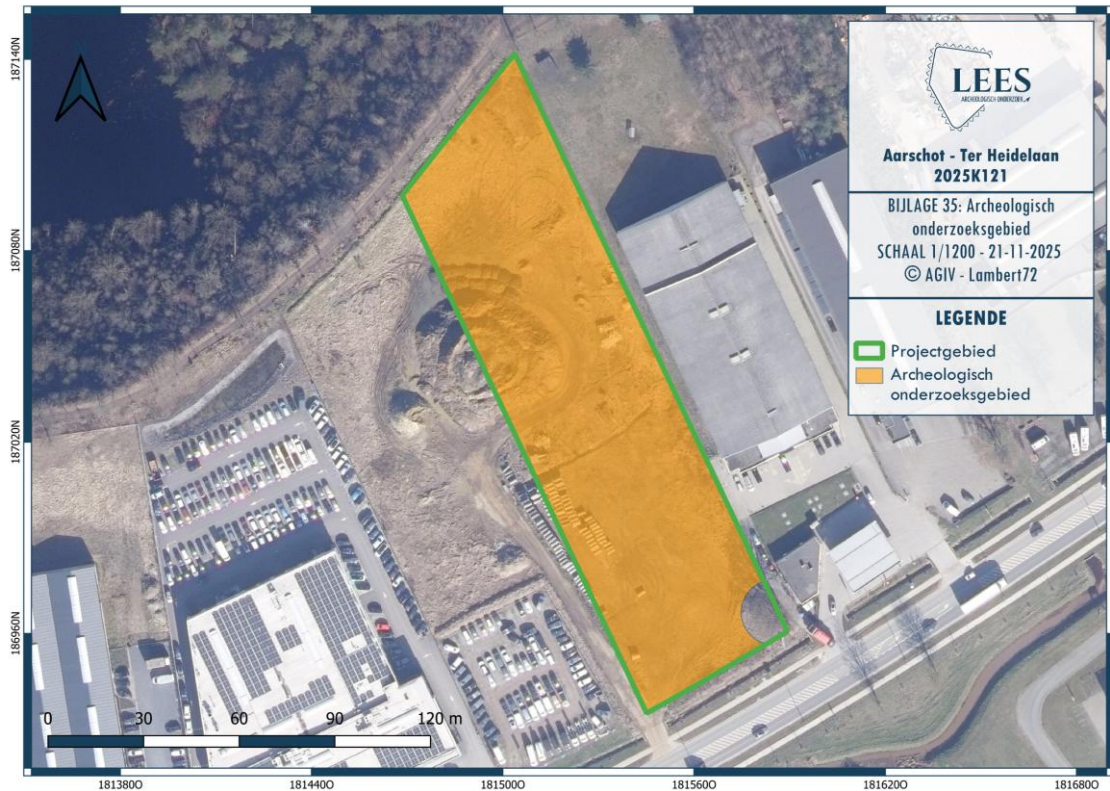 LEES
ARCHEOLOGISCH ONDERZOEK
Aarschot - Ter Heidelaan
2025K121
BIJLAGE 35: Archeologisch
onderzoeksgebied
SCHAAL 1/1200 - 21-11-2025
© AGIV - Lambert72
LEGENDE
Projectgebied
Archeologisch
onderzoeksgebied
187140N
187080N
187020N
186960N
0 30 60 90 120 m
181380O 181440O 181500O 181560O 181620O 181680O